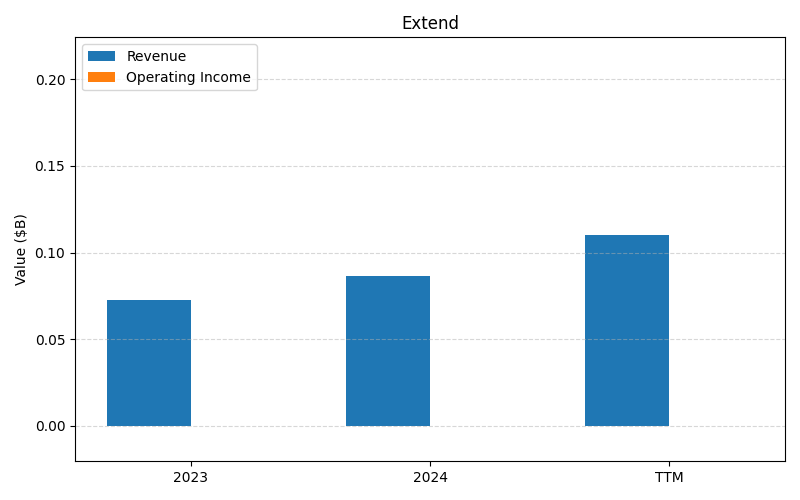 Extend
Revenue
Operating Income
Value ($B)
0.20
0.15
0.10
0.05
0.00
2023
2024
TTM